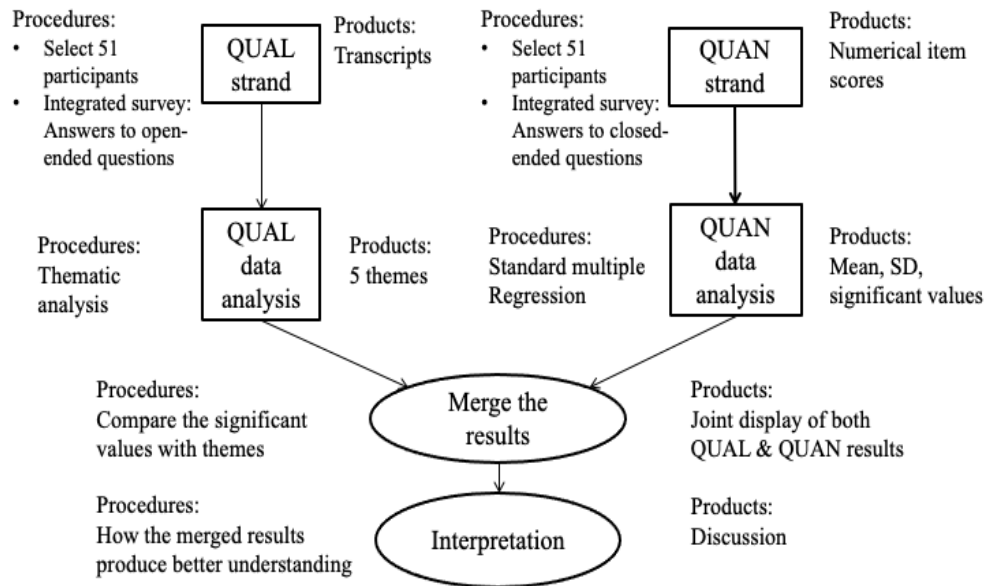 Procedures:
• Select 51
participants
• Integrated survey:
Answers to open-
ended questions
QUAL
strand
Products:
Transcripts
Procedures:
• Select 51
participants
• Integrated survey:
Answers to closed-
ended questions
QUAN
strand
Products:
Numerical item
scores
Procedures:
Thematic
analysis
QUAL
data
analysis
Products:
5 themes
Procedures:
Standard multiple
Regression
QUAN
data
analysis
Products:
Mean, SD,
significant values
Procedures:
Compare the significant
values with themes
Merge the
results
Products:
Joint display of both
QUAL & QUAN results
Procedures:
How the merged results
produce better understanding
Interpretation
Products:
Discussion